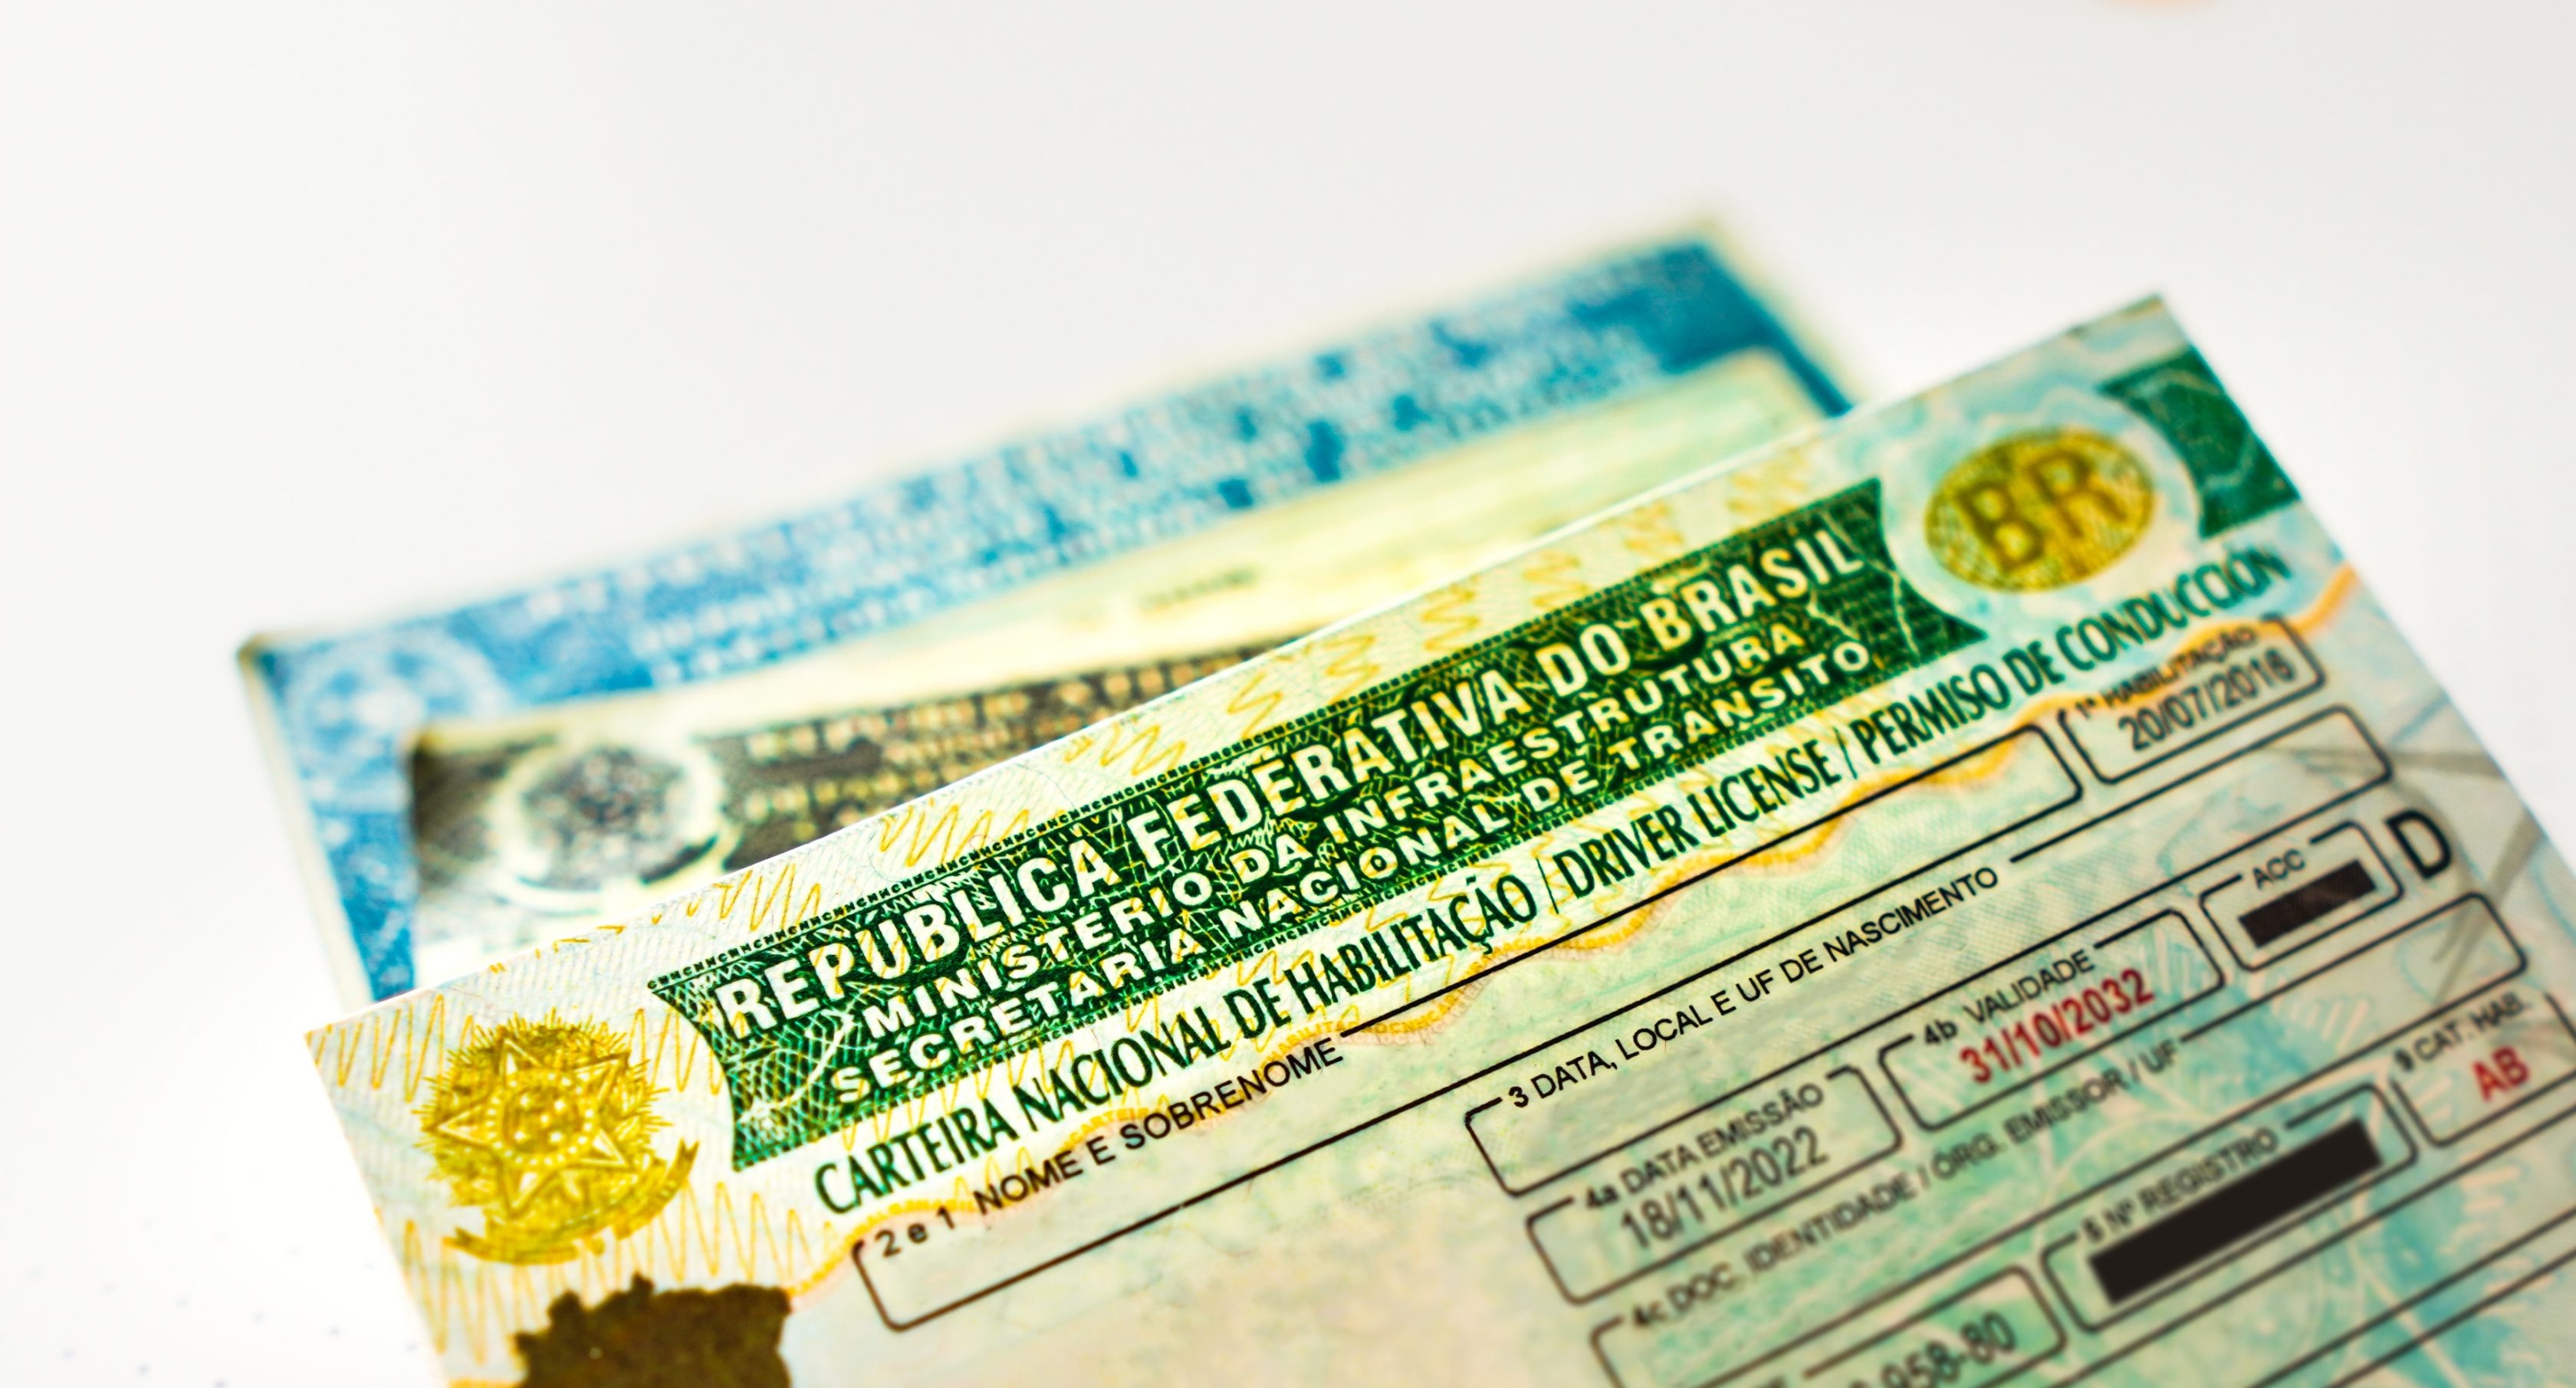 REPÚBLICA FEDERATIVA DO BRASIL
MINISTÉRIO DA INFRAESTRUTURA
SECRETARIA NACIONAL DE TRÂNSITO
BR
CARTEIRA NACIONAL DE HABILITAÇÃO / DRIVER LICENSE / PERMISO DE CONDUCCIÓN
2 e 1 NOME E SOBRENOME
1ª HABILITAÇÃO
20/07/2016
3 DATA, LOCAL E UF DE NASCIMENTO
4a DATA EMISSÃO
18/11/2022
4b VALIDADE
31/10/2032
ACC
D
4c DOC. IDENTIDADE / ÓRG. EMISSOR / UF
958-80
5 Nº REGISTRO
9 CAT. HAB.
AB